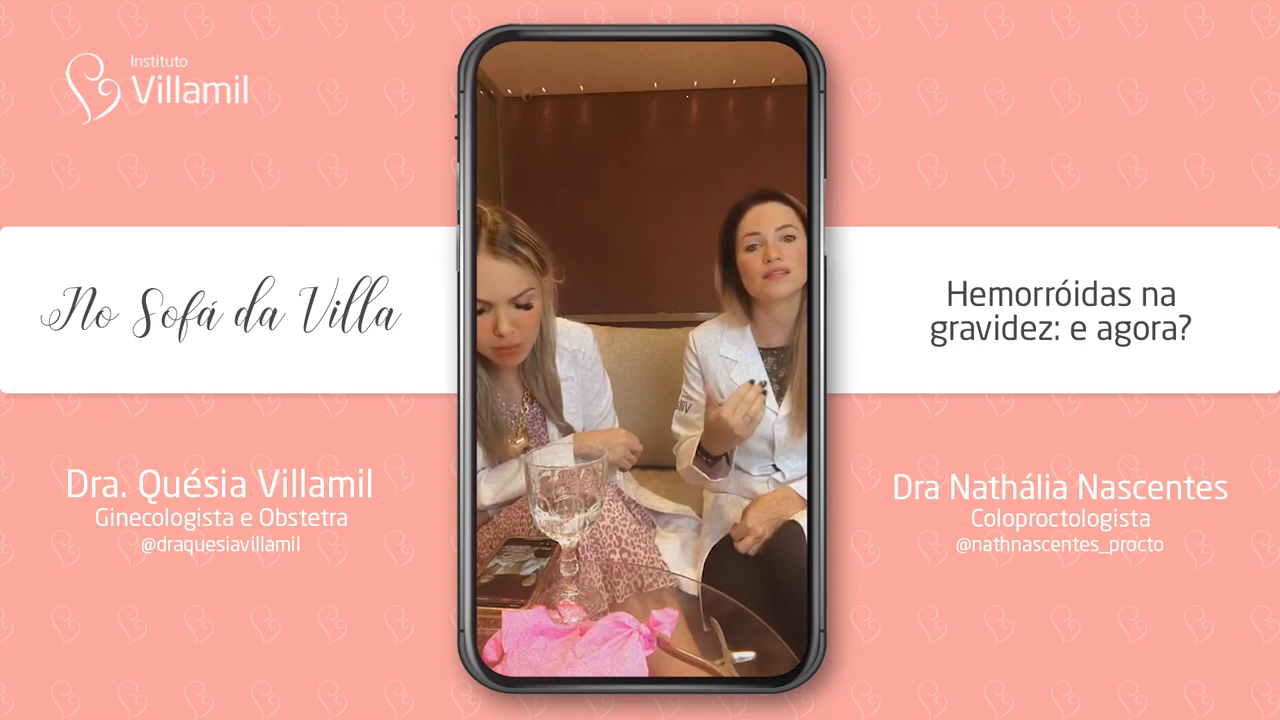 Instituto
Villamil
No Sofá da Villa
Hemorróidas na
gravidez: e agora?
Dra. Quésia Villamil
Ginecologista e Obstetra
@draquesiavillamil
Dra Nathália Nascentes
Coloproctologista
@nathnascentes_procto